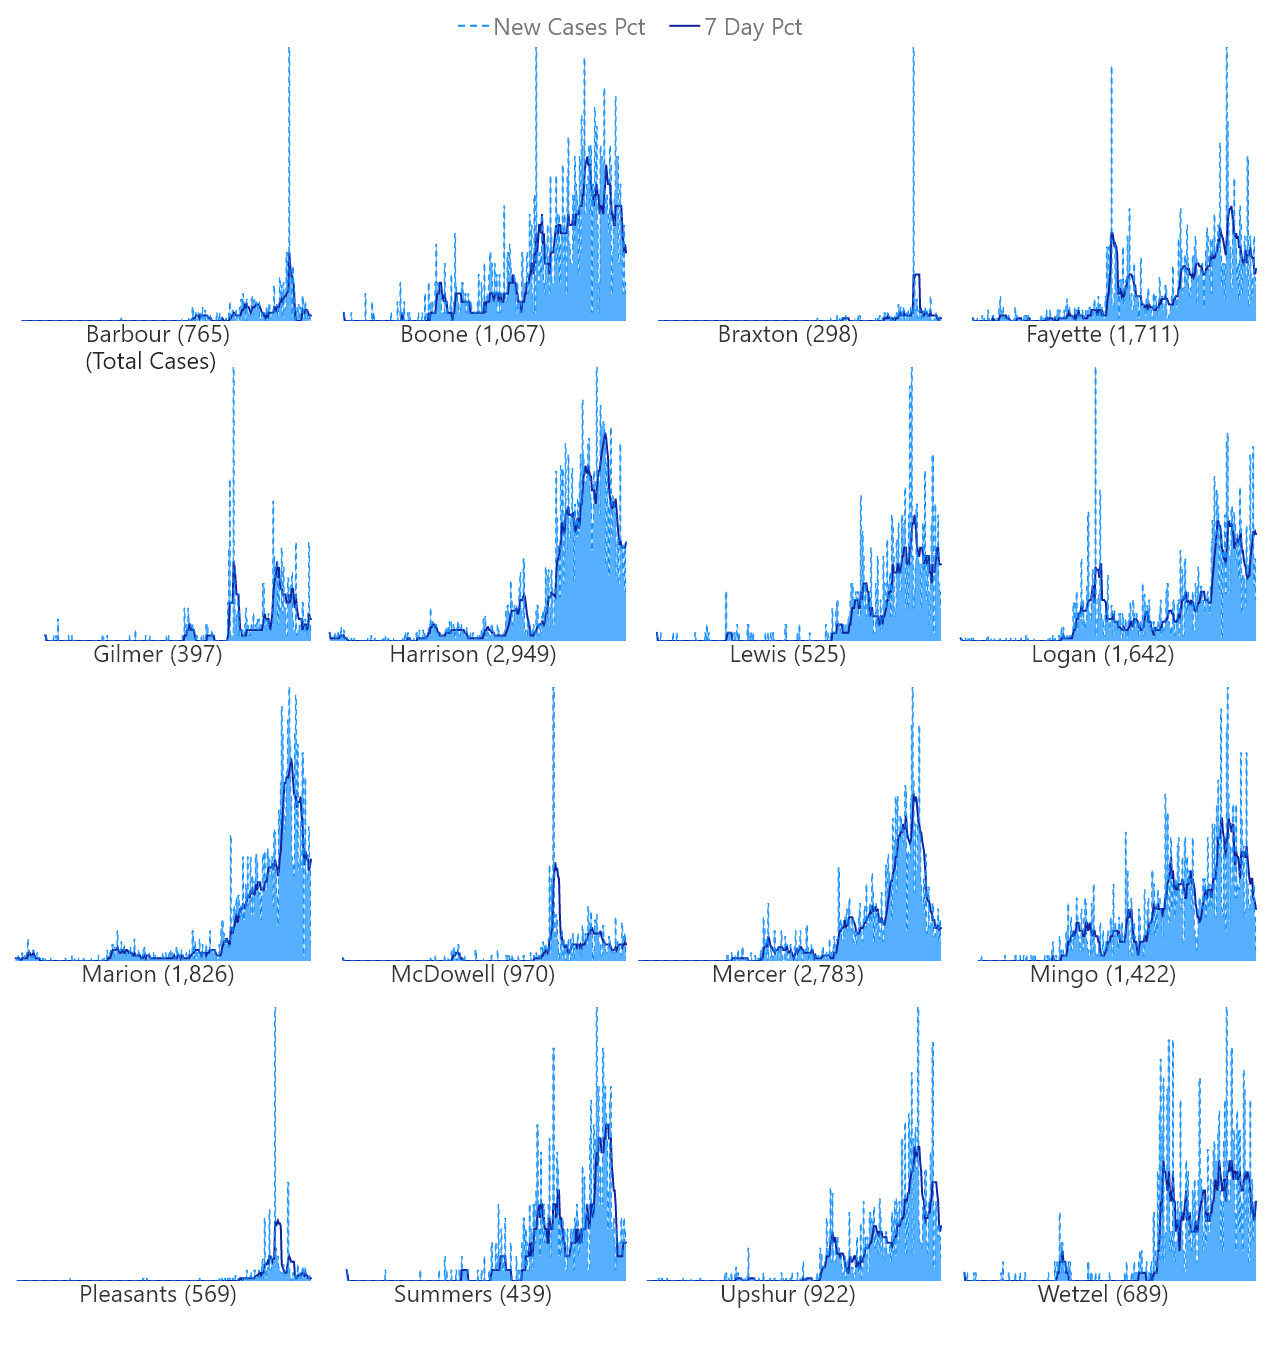 New Cases Pct 7 Day Pct
Barbour (765) Boone (1,067) Braxton (298) Fayette (1,711)
(Total Cases)
Gilmer (397) Harrison (2,949) Lewis (525) Logan (1,642)
Marion (1,826) McDowell (970) Mercer (2,783) Mingo (1,422)
Pleasants (569) Summers (439) Upshur (922) Wetzel (689)